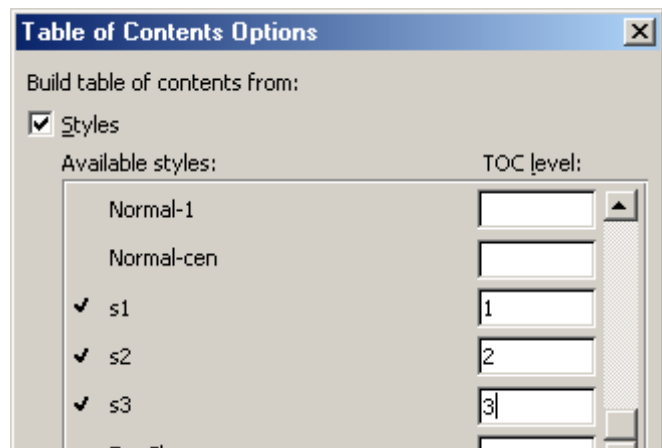 Table of Contents Options
Build table of contents from:
Styles
Available styles: TOC level:
Normal-1
Normal-cen
s1 1
s2 2
s3 3